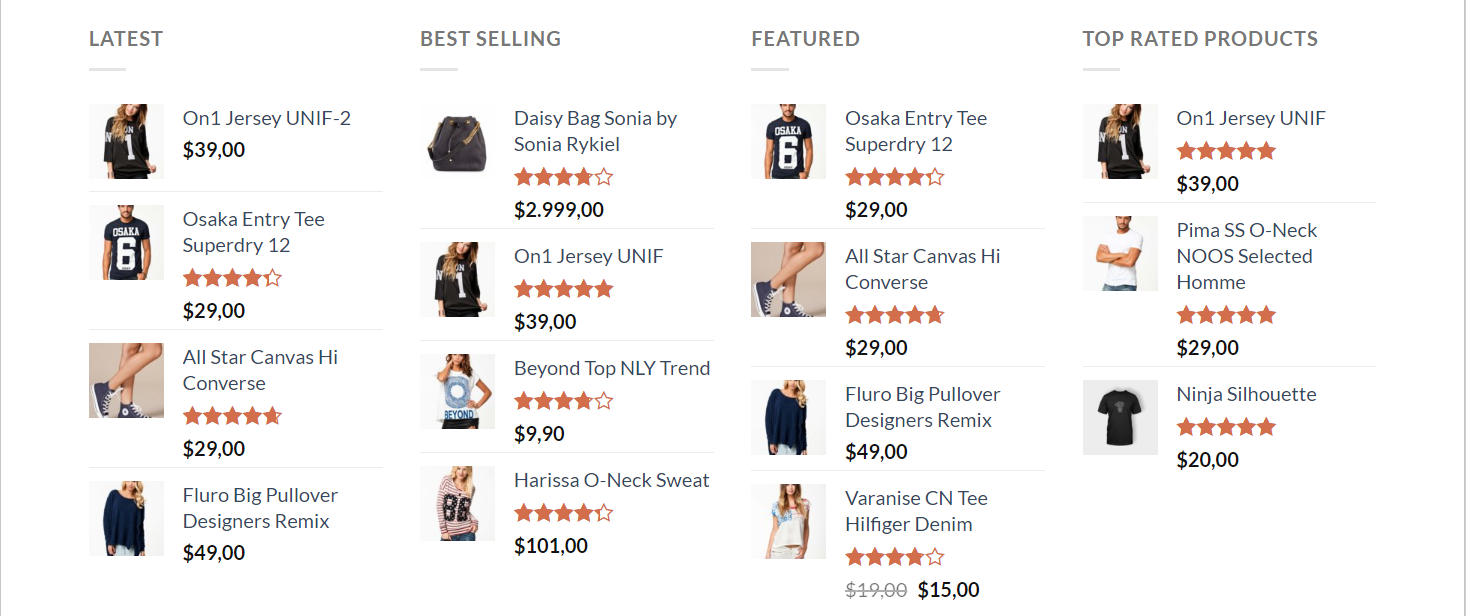 LATEST
On1 Jersey UNIF-2
$39,00
Osaka Entry Tee
Superdry 12
$29,00
All Star Canvas Hi
Converse
$29,00
Fluro Big Pullover
Designers Remix
$49,00
BEST SELLING
Daisy Bag Sonia by
Sonia Rykiel
$2.999,00
On1 Jersey UNIF
$39,00
Beyond Top NLY Trend
$9,90
Harissa O-Neck Sweat
$101,00
FEATURED
Osaka Entry Tee
Superdry 12
$29,00
All Star Canvas Hi
Converse
$29,00
Fluro Big Pullover
Designers Remix
$49,00
Varanise CN Tee
Hilfiger Denim
$19,00 $15,00
TOP RATED PRODUCTS
On1 Jersey UNIF
$39,00
Pima SS O-Neck
NOOS Selected
Homme
$29,00
Ninja Silhouette
$20,00
OSAKA
6
BEYOND
OSAKA
6